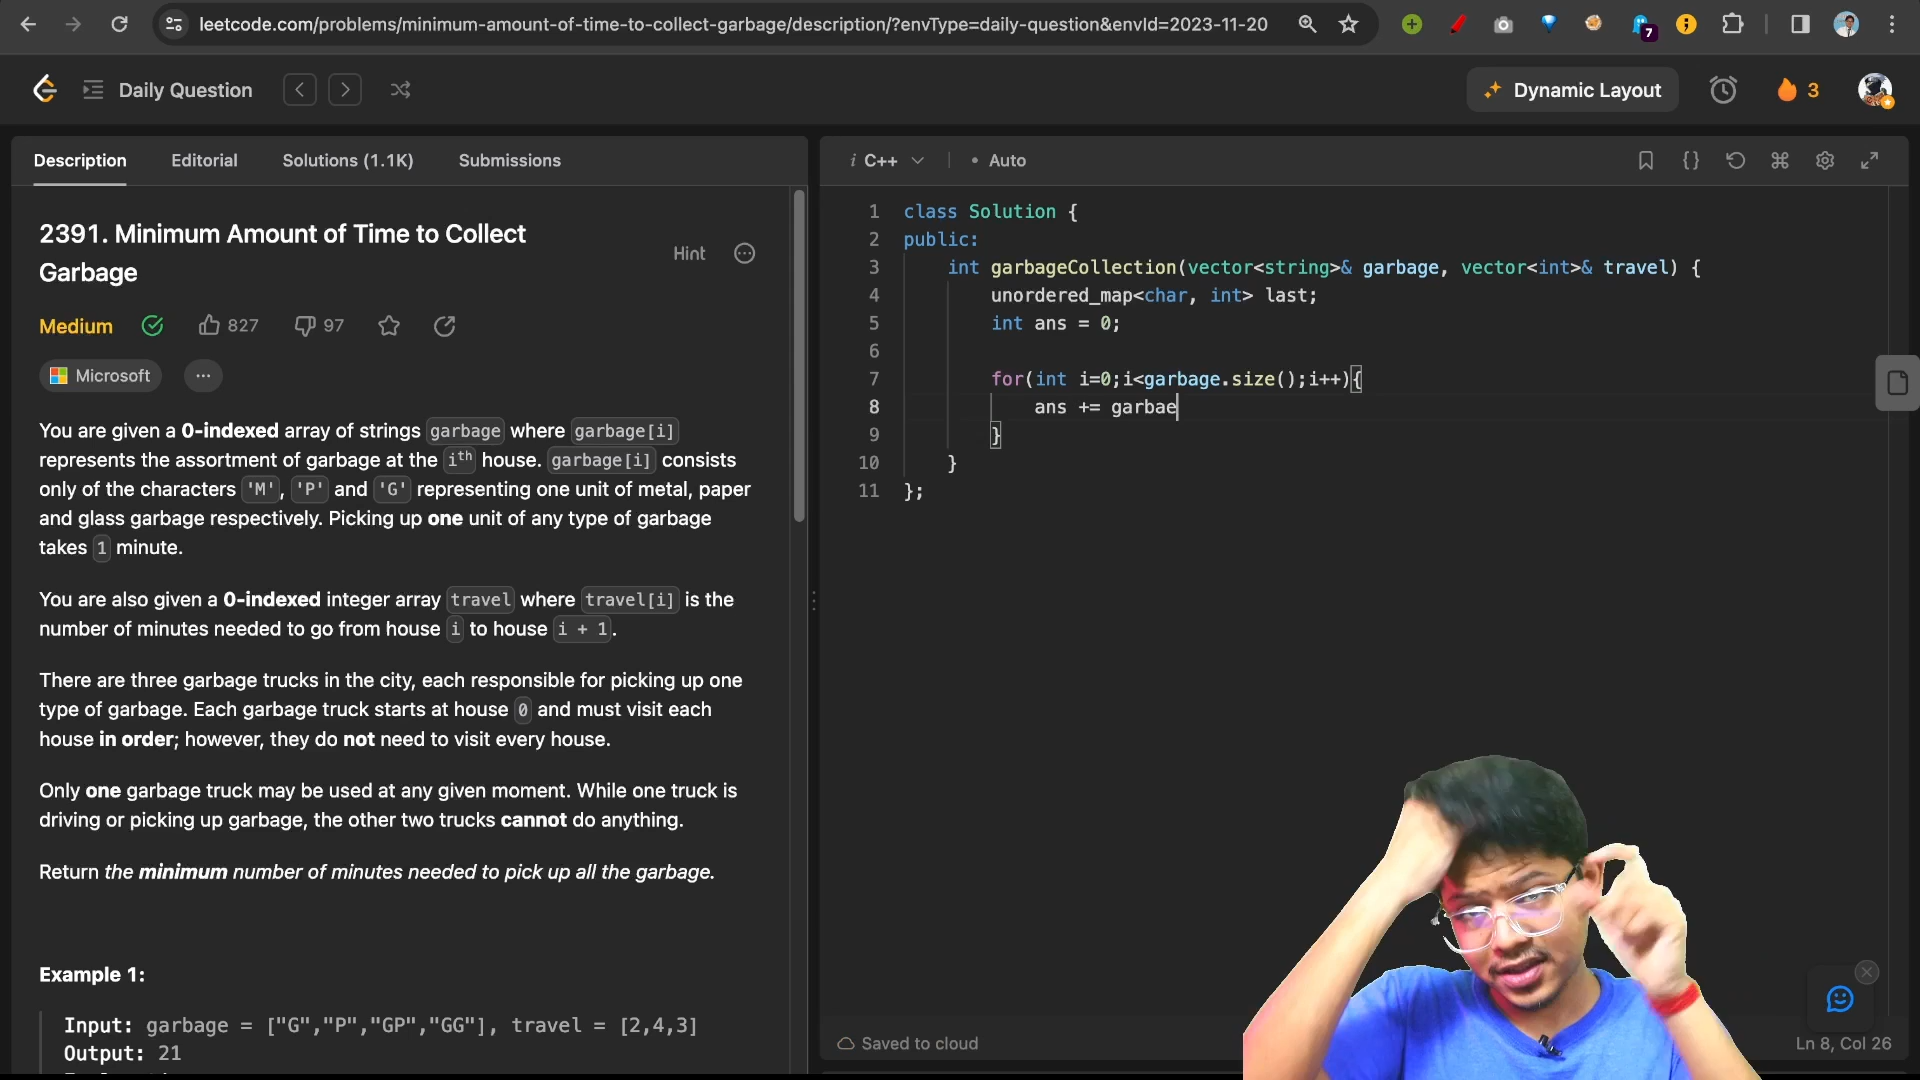 leetcode.com/problems/minimum-amount-of-time-to-collect-garbage/description/?envType=daily-question&envId=2023-11-20
7
Daily Question
Dynamic Layout
3
Description Editorial Solutions (1.1K) Submissions
2391. Minimum Amount of Time to Collect
Garbage
Hint
Medium 827 97
Microsoft ...
You are given a 0-indexed array of strings garbage where garbage[i]
represents the assortment of garbage at the ith house. garbage[i] consists
only of the characters 'M', 'P' and 'G' representing one unit of metal, paper
and glass garbage respectively. Picking up one unit of any type of garbage
takes 1 minute.
You are also given a 0-indexed integer array travel where travel[i] is the
number of minutes needed to go from house i to house i + 1.
There are three garbage trucks in the city, each responsible for picking up one
type of garbage. Each garbage truck starts at house 0 and must visit each
house in order; however, they do not need to visit every house.
Only one garbage truck may be used at any given moment. While one truck is
driving or picking up garbage, the other two trucks cannot do anything.
Return the minimum number of minutes needed to pick up all the garbage.
Example 1:
Input: garbage = ["G","P","GP","GG"], travel = [2,4,3]
Output: 21
i C++ • Auto
1 class Solution {
2 public:
3 int garbageCollection(vector<string>& garbage, vector<int>& travel) {
4 unordered_map<char, int> last;
5 int ans = 0;
6
7 for(int i=0;i<garbage.size();i++){
8 ans += garbae
9 }
10 }
11 };
Saved to cloud
Ln 8, Col 26